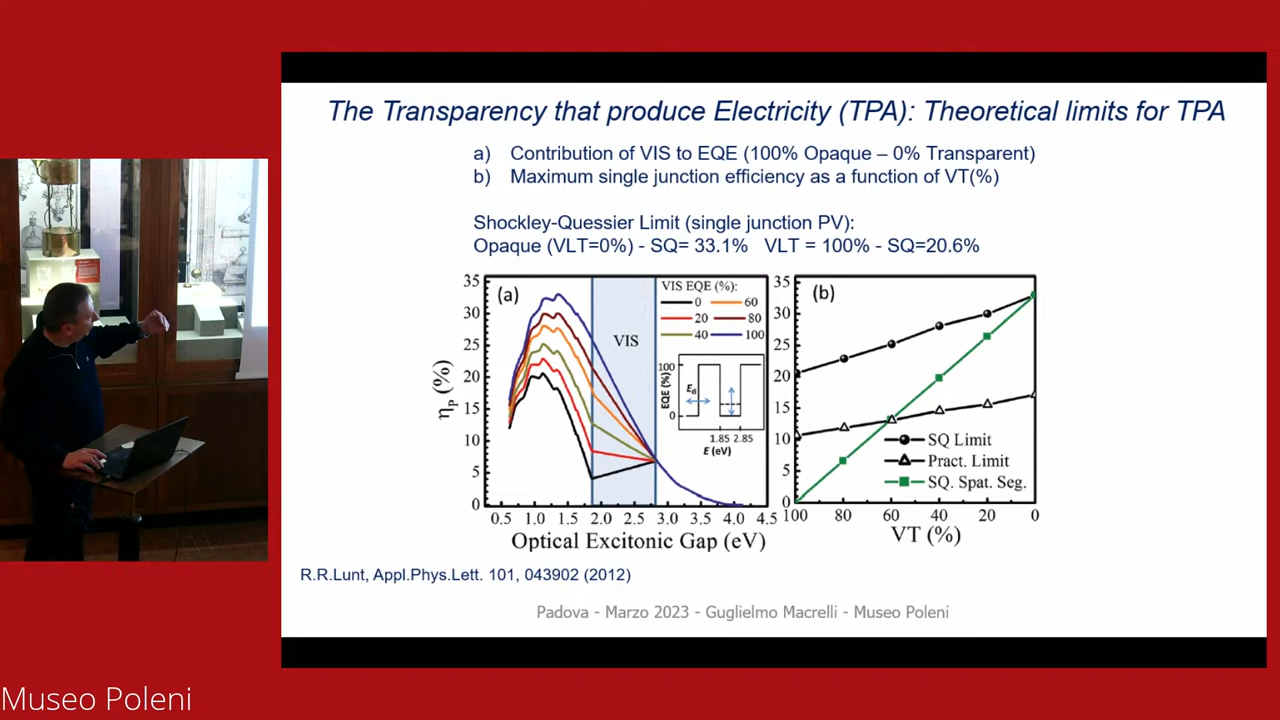 The Transparency that produce Electricity (TPA): Theoretical limits for TPA
a) Contribution of VIS to EQE (100% Opaque – 0% Transparent)
b) Maximum single junction efficiency as a function of VT(%)
Shockley-Quessier Limit (single junction PV):
Opaque (VLT=0%) - SQ= 33.1% VLT = 100% - SQ=20.6%
(a)
35
30
25
20
15
10
5
0
ηP (%)
VIS
VIS EQE (%):
0 60
20 80
40 100
EQE (%)
100
0
EG
1.85 2.85
E (eV)
0.5 1.0 1.5 2.0 2.5 3.0 3.5 4.0 4.5
Optical Excitonic Gap (eV)
(b)
35
30
25
20
15
10
5
0
SQ Limit
Pract. Limit
SQ. Spat. Seg.
100 80 60 40 20 0
VT (%)
R.R.Lunt, Appl.Phys.Lett. 101, 043902 (2012)
Padova - Marzo 2023 - Guglielmo Macrelli - Museo Poleni
Museo Poleni